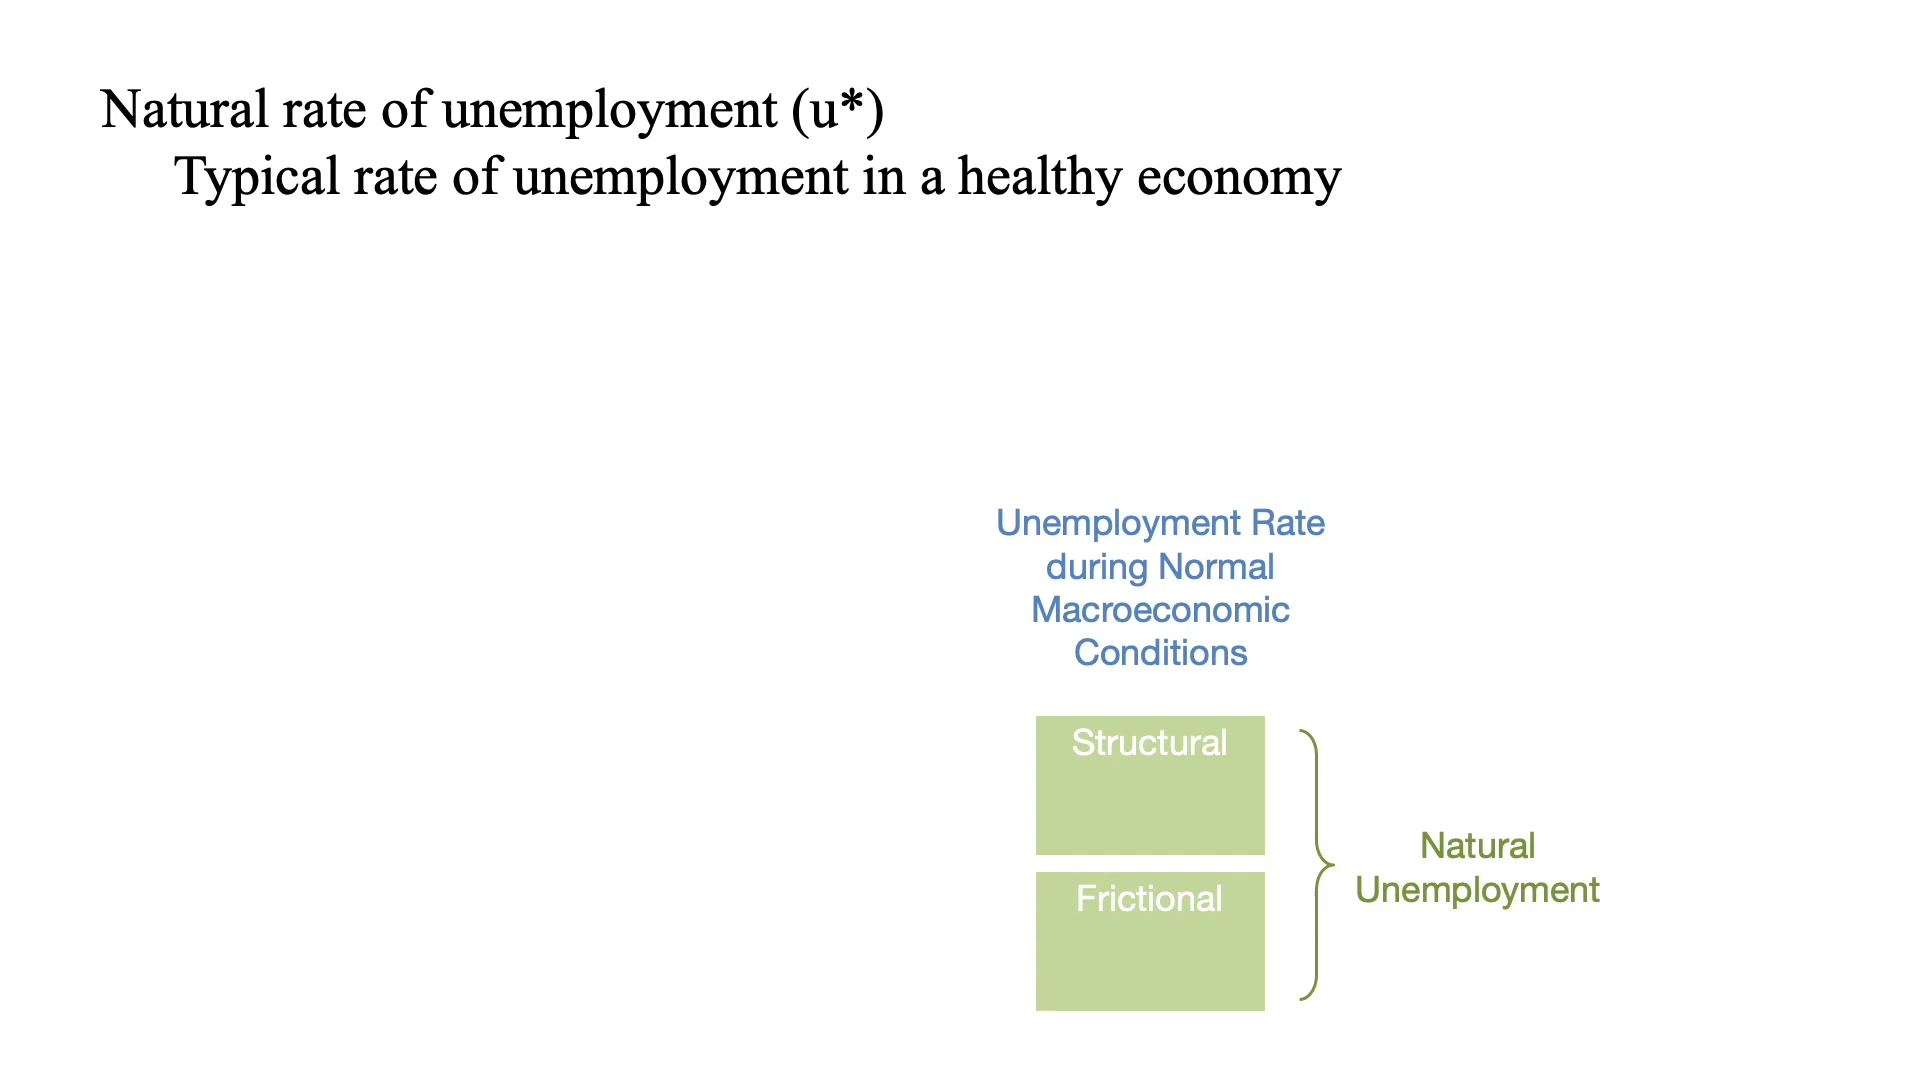 Natural rate of unemployment (u*)
Typical rate of unemployment in a healthy economy
Unemployment Rate
during Normal
Macroeconomic
Conditions
Structural
Frictional
Natural
Unemployment